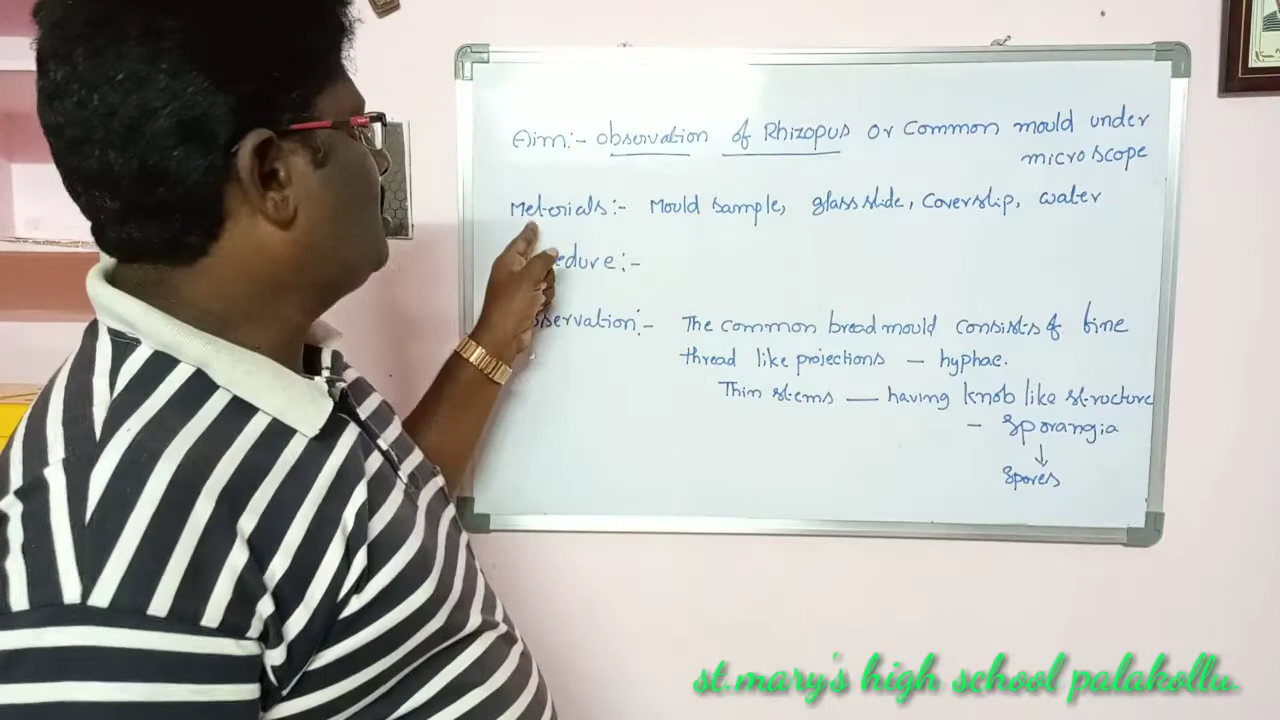 Aim:- observation of Rhizopus or Common mould under
microscope
Meterials:- Mould sample, glass slide, Coverslip, water
edure:-
servation:- The common bread mould consists of fine
thread like projections — hyphae.
Thin stems — having knob like structure
- Sporangia
↓
Spores
st.mary's high school palakollu.